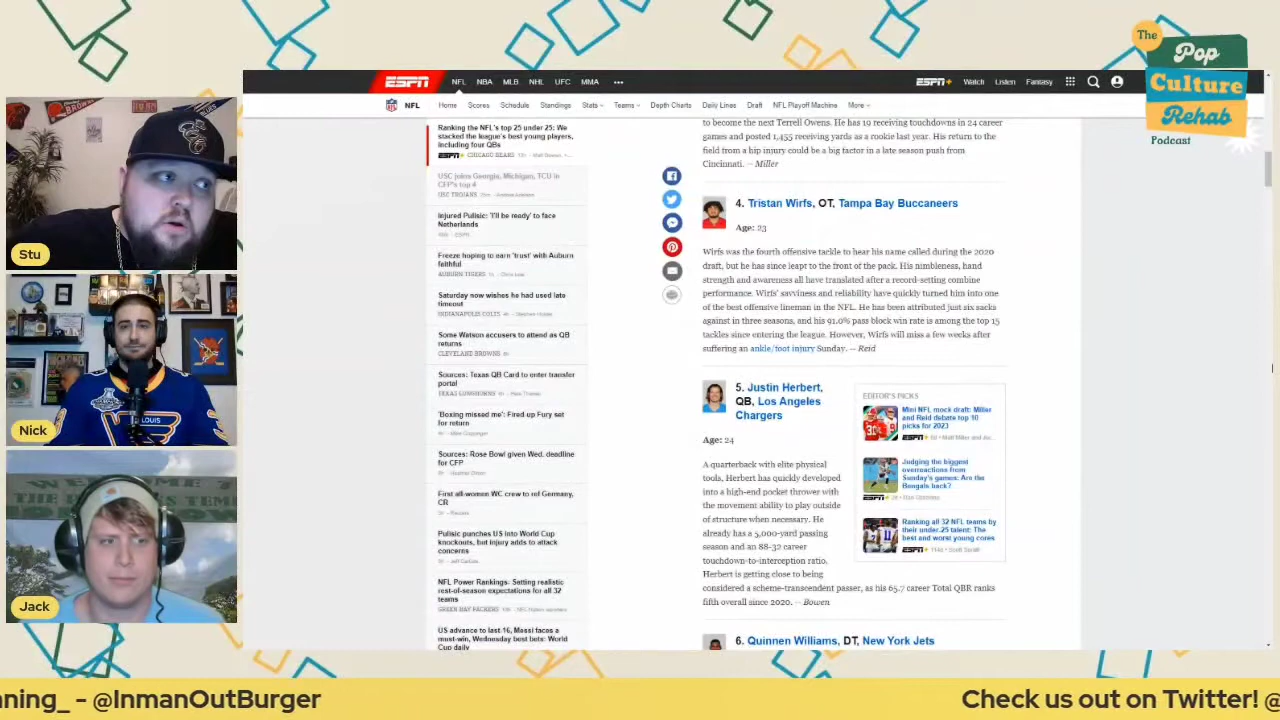 The
Pop
Culture
Rehab
Podcast
ESPN
NFL
NBA
MLB
NHL
UFC
MMA
•••
ESPN+
Watch
Listen
Fantasy
NFL
Home
Scores
Schedule
Standings
Stats
Teams
Depth Charts
Daily Lines
Draft
NFL Playoff Machine
More
Stu
Nick
Jack
Ranking the NFL's top 25 under 25: We
stacked the league's best young players,
including four QBs
ESPN+ CHICAGO BEARS
USC joins Georgia, Michigan, TCU in
CFP's top 4
USC TROJANS
Injured Pulisic: 'I'll be ready' to face
Netherlands
ESPN
Freeze hoping to earn 'trust' with Auburn
faithful
AUBURN TIGERS
Saturday now wishes he had used late
timeout
INDIANAPOLIS COLTS
Some Watson accusers to attend as QB
returns
CLEVELAND BROWNS
Sources: Texas QB Card to enter transfer
portal
TEXAS LONGHORNS
'Boxing missed me': Fired up Fury set
for return
Sources: Rose Bowl given Wed. deadline
for CFP
First all-women WC crew to ref Germany,
CR
Pulisic punches US into World Cup
knockouts, but injury adds to attack
concerns
NFL Power Rankings: Setting realistic
rest-of-season expectations for all 32
teams
GREEN BAY PACKERS
US advance to last 16, Messi faces a
must-win, Wednesday best bets: World
Cup daily
to become the next Terrell Owens. He has 19 receiving touchdowns in 24 career
games and posted 1,455 receiving yards as a rookie last year. His return to the
field from a hip injury could be a big factor in a late season push from
Cincinnati. -- Miller
4. Tristan Wirfs, OT, Tampa Bay Buccaneers
Age: 23
Wirfs was the fourth offensive tackle to hear his name called during the 2020
draft, but he has since leapt to the front of the pack. His nimbleness, hand
strength and awareness all have translated after a record-setting combine
performance. Wirfs' savviness and reliability have quickly turned him into one
of the best offensive lineman in the NFL. He has been attributed just six sacks
against in three seasons, and his 91.0% pass block win rate is among the top 15
tackles since entering the league. However, Wirfs will miss a few weeks after
suffering an ankle/foot injury Sunday. -- Reid
5. Justin Herbert,
QB, Los Angeles
Chargers
Age: 24
A quarterback with elite physical
tools, Herbert has quickly developed
into a high-end pocket thrower with
the movement ability to play outside
of structure when necessary. He
already has a 5,000-yard passing
season and an 88-32 career
touchdown-to-interception ratio.
Herbert is getting close to being
considered a scheme-transcendent passer, as his 65.7 career Total QBR ranks
fifth overall since 2020. -- Bowen
EDITOR'S PICKS
Mini NFL mock draft: Miller
and Reid debate top 10
picks for 2023
ESPN+
Judging the biggest
overreactions from
Sunday's games: Are the
Bengals back?
ESPN+
Ranking all 32 NFL teams by
their under-25 talent: The
best and worst young cores
ESPN+
6. Quinnen Williams, DT, New York Jets
nning_ - @InmanOutBurger
Check us out on Twitter! @